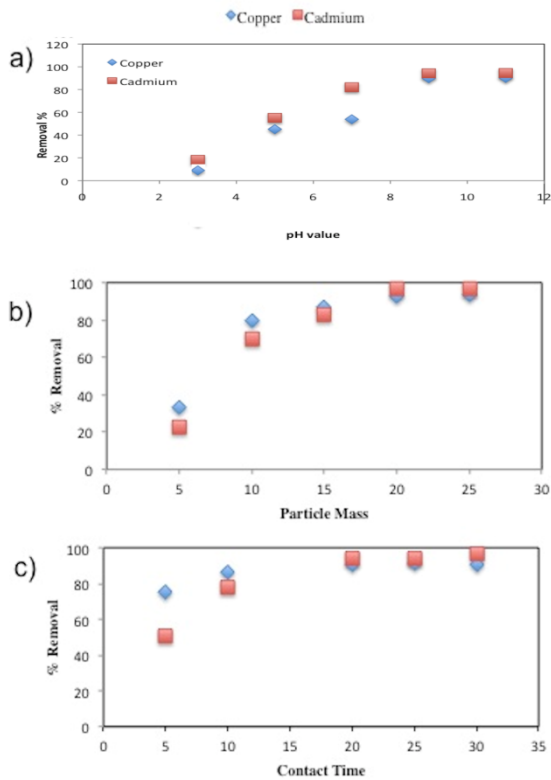 Copper Cadmium
a)
120
100
80
60
40
20
0
Copper
Cadmium
Removal %
0 2 4 6 8 10 12
pH value
b)
100
80
60
40
20
0
% Removal
0 5 10 15 20 25 30
Particle Mass
c)
100
80
60
40
20
0
% Removal
0 5 10 15 20 25 30 35
Contact Time